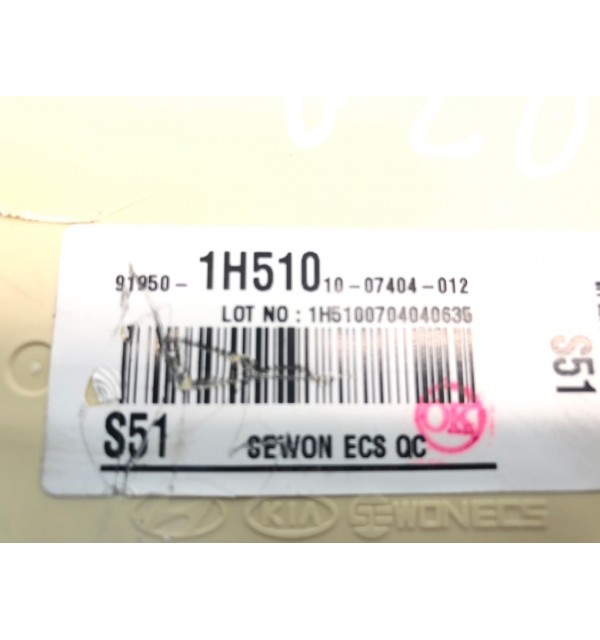 91950- 1H510 10-07404-012
LOT NO : 1H5100704040635
S51
SEWON ECS QC
OK
S51
KIA SEWONECS